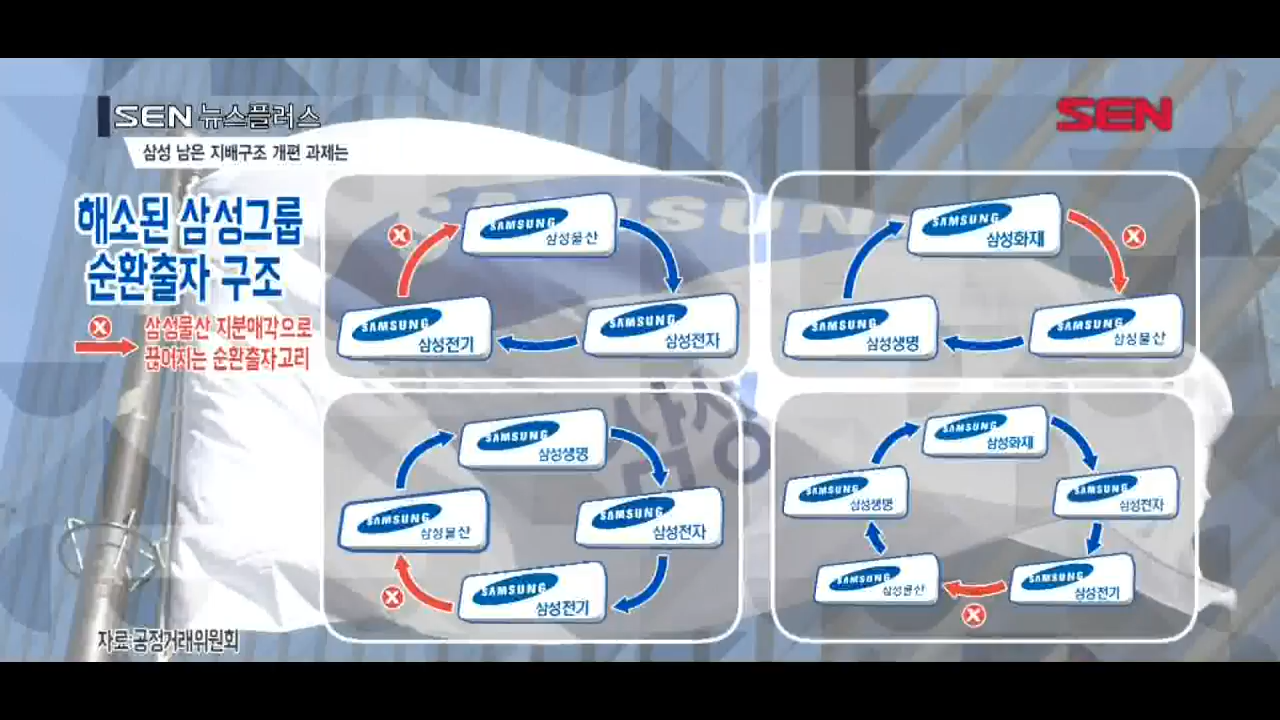 SEN 뉴스플러스
SEN
삼성 남은 지배구조 개편 과제는
해소된 삼성그룹
순환출자 구조
삼성물산 지분매각으로
끊어지는 순환출자고리
SAMSUNG
SAMSUNG
삼성물산
SAMSUNG
삼성전자
SAMSUNG
삼성전기
SAMSUNG
삼성화재
SAMSUNG
삼성물산
SAMSUNG
삼성생명
삼성
SAMSUNG
삼성생명
SAMSUNG
삼성전자
SAMSUNG
삼성전기
SAMSUNG
삼성물산
SAMSUNG
삼성화재
SAMSUNG
삼성전자
SAMSUNG
삼성전기
SAMSUNG
삼성물산
SAMSUNG
삼성생명
자료:공정거래위원회